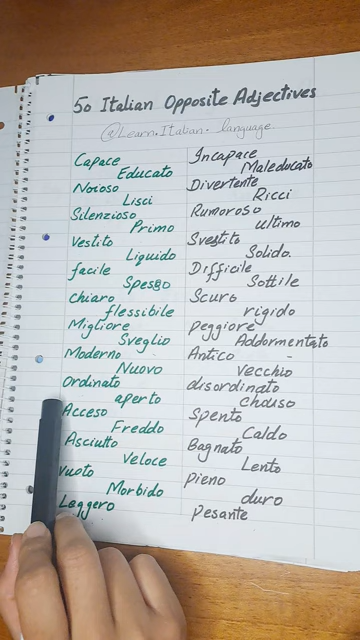 50 Italian Opposite Adjectives
@Learn.Italian.language
Capace Incapace
Educato Maleducato
Noioso Divertente
Lisci Ricci
Silenzioso Rumoroso
Primo ultimo
Vestito Svestito
Liquido Solido.
facile Difficile
Spesso Sottile
Chiaro Scuro
flessibile rigido
Migliore peggiore
Sveglio Addormentato
Moderno Antico
Nuovo Vecchio
Ordinato disordinato
aperto chouso
Acceso Spento
Freddo Caldo
Asciutto Bagnato
Veloce Lento
Vuoto pieno
Morbido duro
Leggero pesante